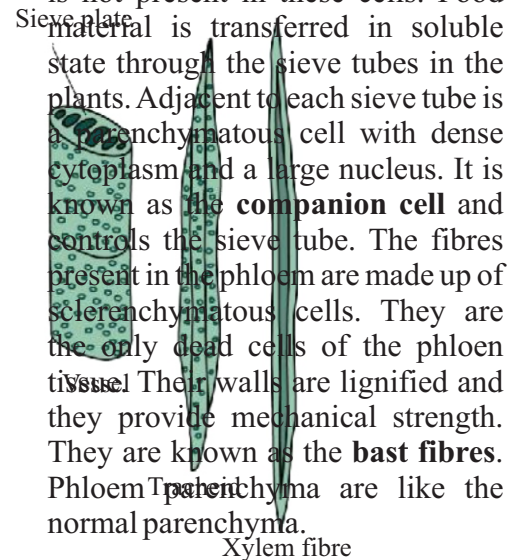 is not present in these cells. Food
Sieve plate
material is transferred in soluble
state through the sieve tubes in the
plants. Adjacent to each sieve tube is
a parenchymatous cell with dense
cytoplasm and a large nucleus. It is
known as the companion cell and
controls the sieve tube. The fibres
present in the phloem are made up of
sclerenchymatous cells. They are
the only dead cells of the phloen
tissue. Their walls are lignified and
Vessel
they provide mechanical strength.
They are known as the bast fibres.
Phloem parenchyma are like the
Tracheid
normal parenchyma.
Xylem fibre